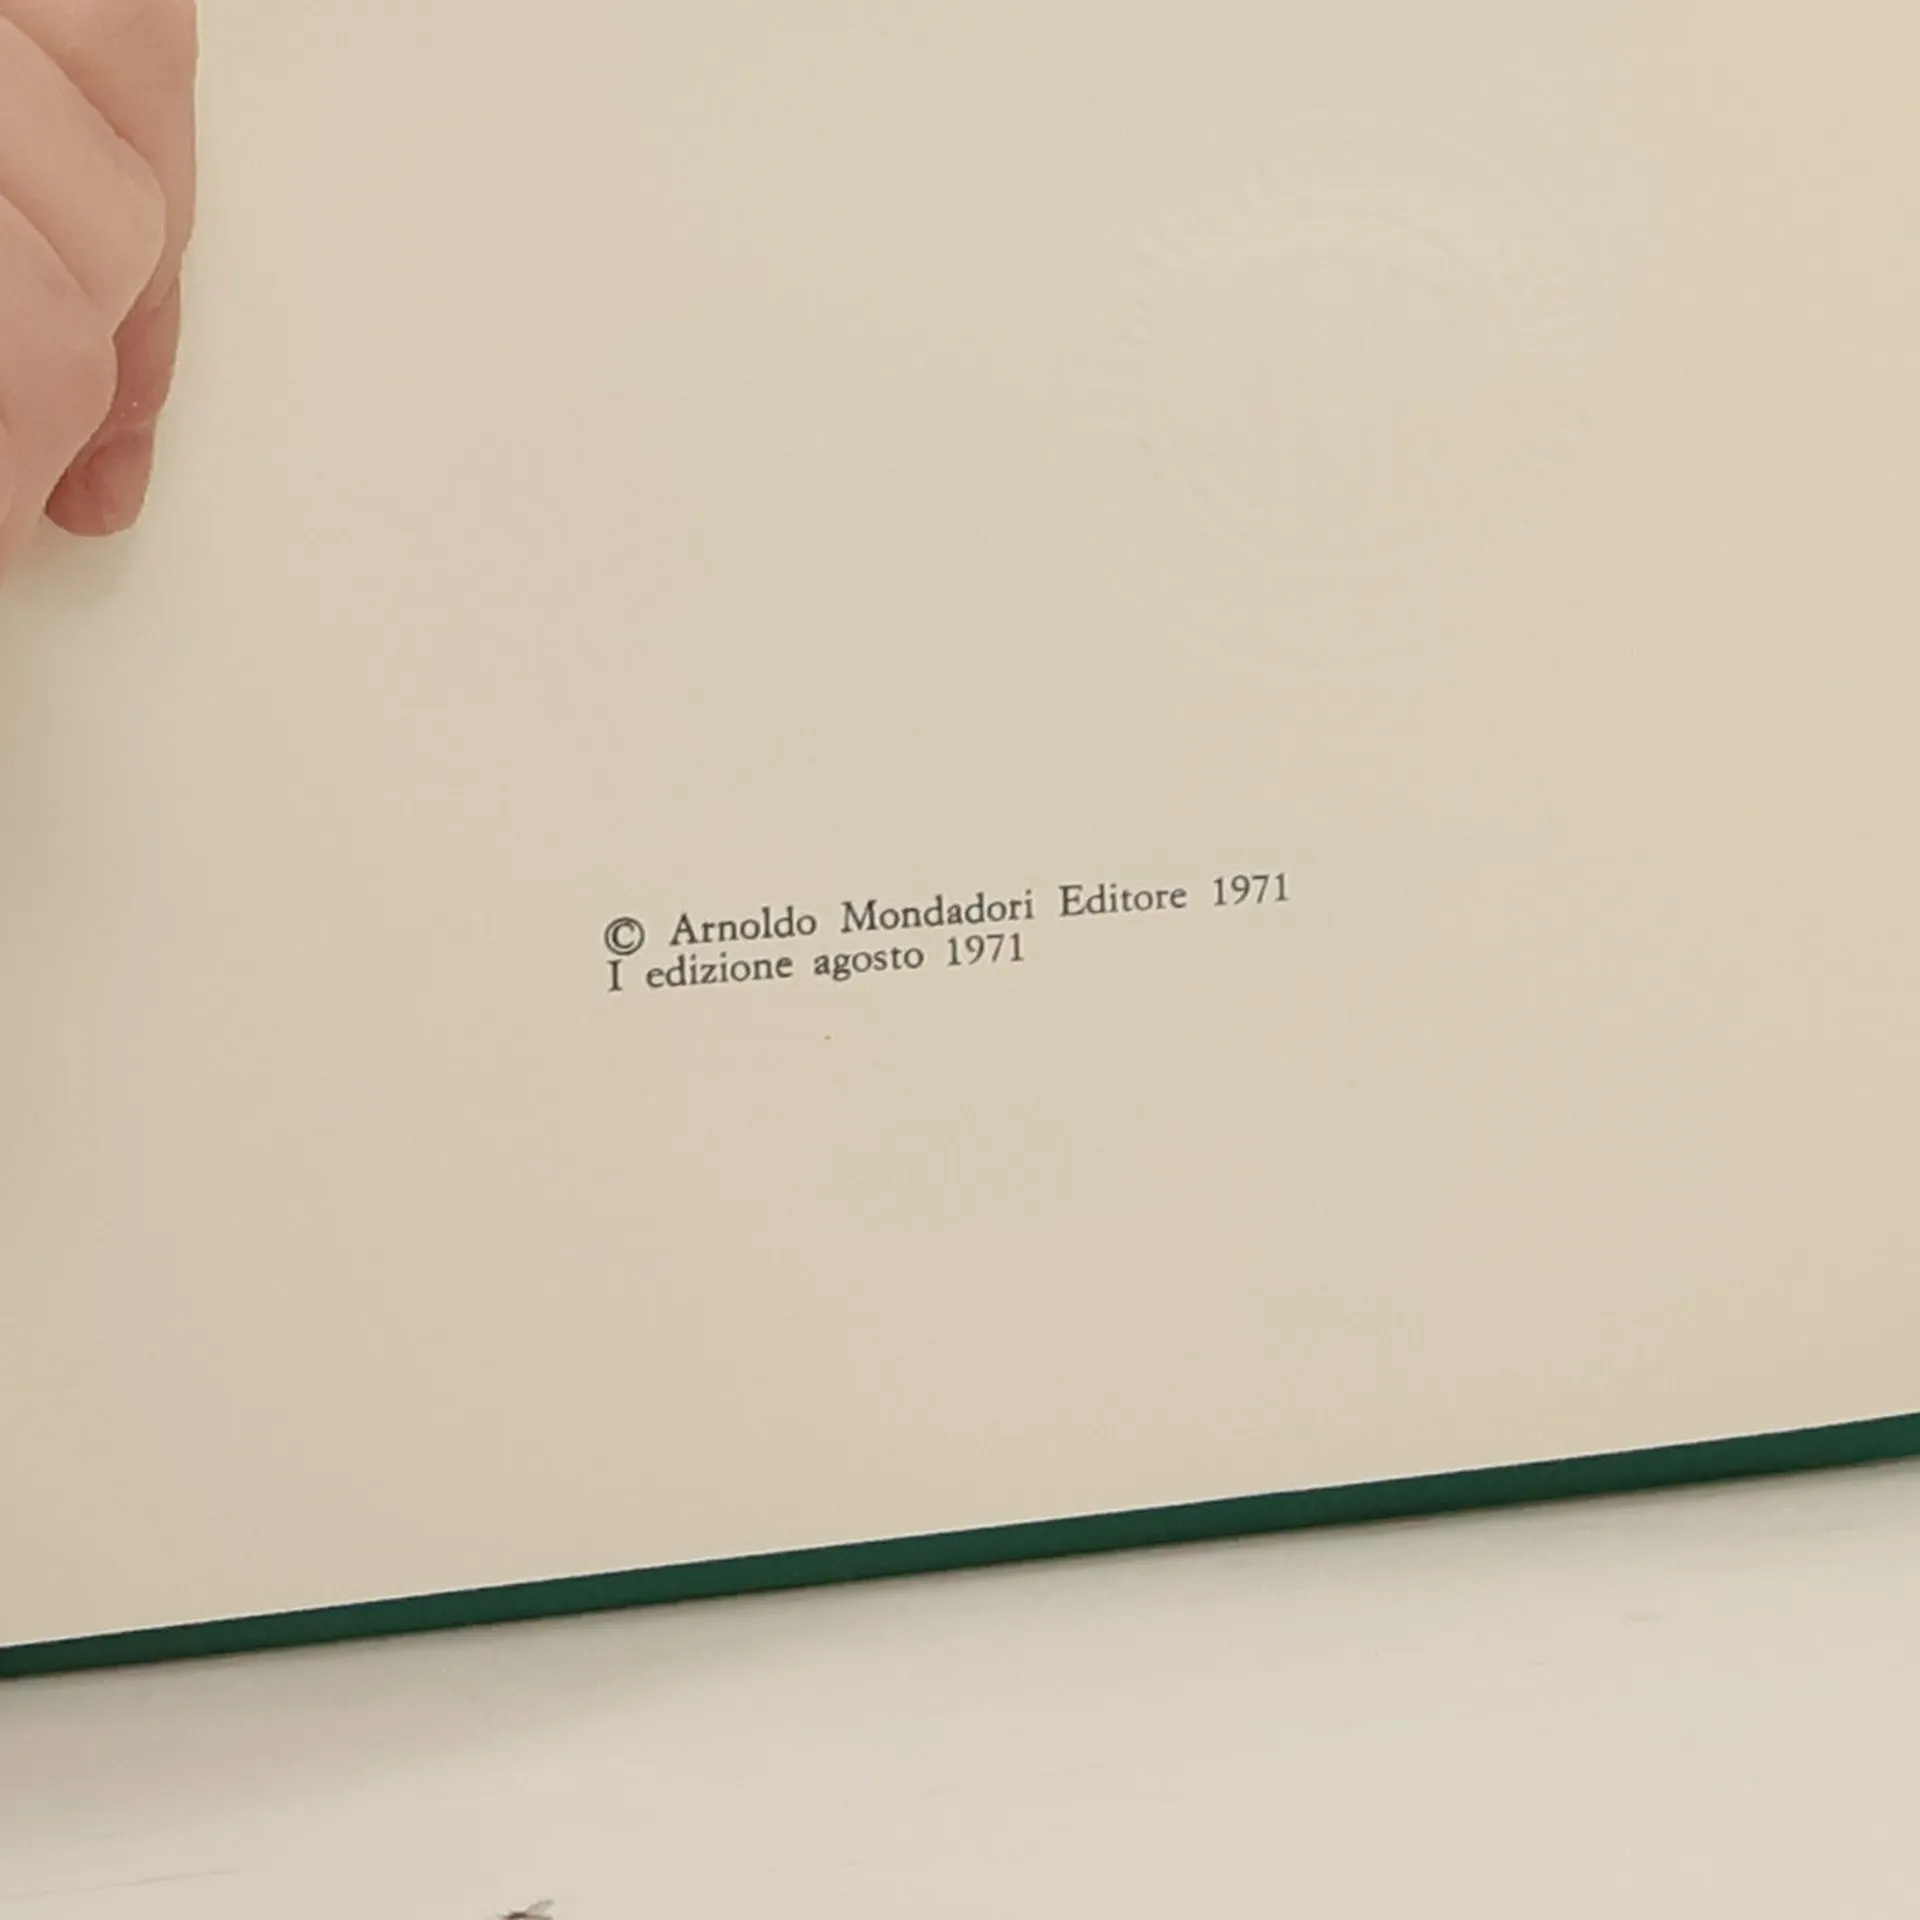 © Arnoldo Mondadori Editore 1971
I edizione agosto 1971